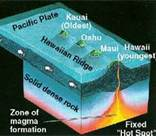 Pacific Plate
Kauai
(Oldest)
Oahu
Maui
Hawaii
(youngest
Hawaiian Ridge
Solid dense rock
Zone of
magma
formation
Fixed
"Hot Spot"